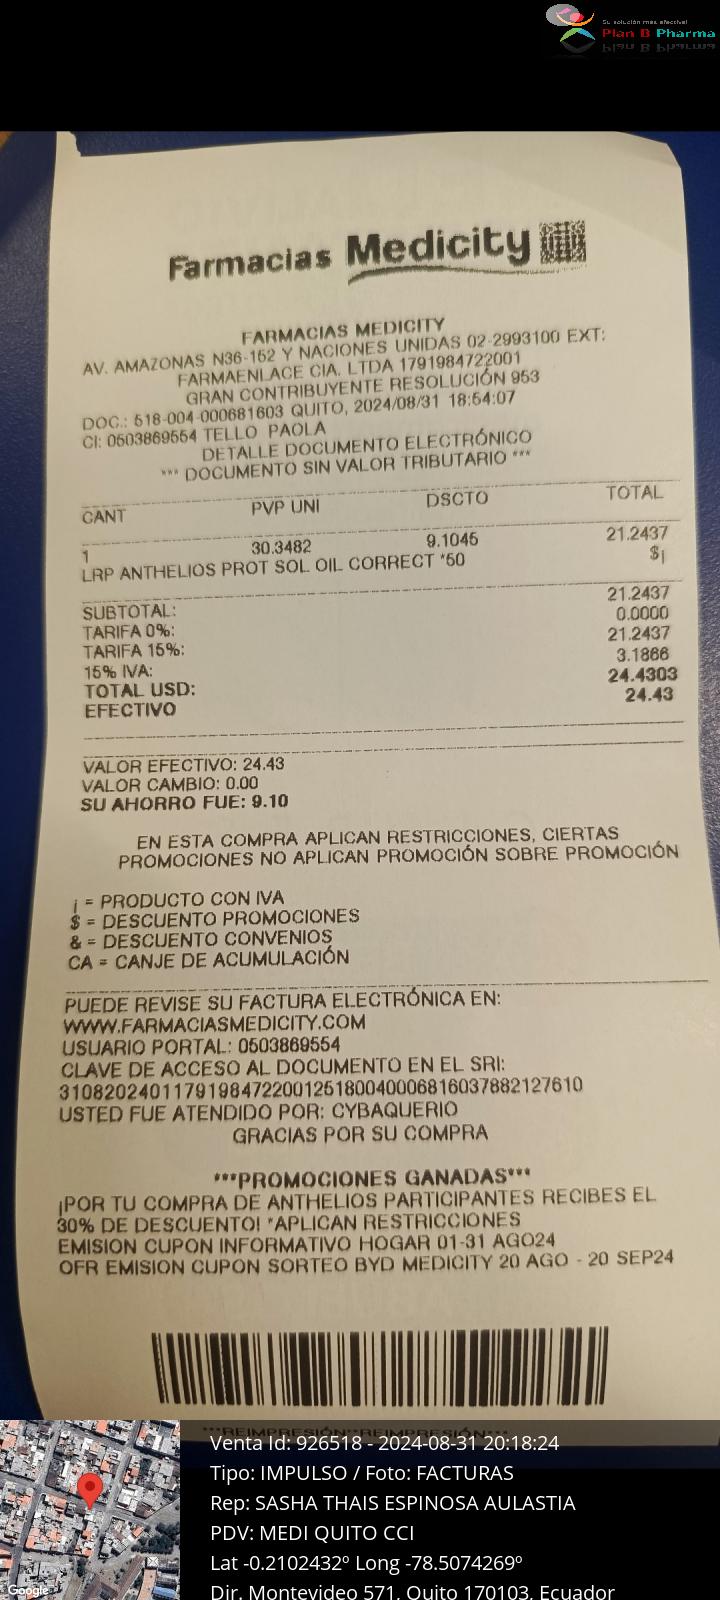 Su solución más efectiva!
Plan B Pharma
Farmacias Medicity
FARMACIAS MEDICITY
AV. AMAZONAS N36-152 Y NACIONES UNIDAS 02-2993100 EXT:
FARMAENLACE CIA. LTDA 1791984722001
GRAN CONTRIBUYENTE RESOLUCIÓN 953
DOC.: 518-004-000681603 QUITO, 2024/08/31 18:54:07
CI: 0503869554 TELLO PAOLA
DETALLE DOCUMENTO ELECTRÓNICO
*** DOCUMENTO SIN VALOR TRIBUTARIO ***
CANT PVP UNI DSCTO TOTAL
1 30.3482 9.1045 21.2437
LRP ANTHELIOS PROT SOL OIL CORRECT *50 $¡
SUBTOTAL: 21.2437
TARIFA 0%: 0.0000
TARIFA 15%: 21.2437
15% IVA: 3.1866
TOTAL USD: 24.4303
EFECTIVO 24.43
VALOR EFECTIVO: 24.43
VALOR CAMBIO: 0.00
SU AHORRO FUE: 9.10
EN ESTA COMPRA APLICAN RESTRICCIONES, CIERTAS
PROMOCIONES NO APLICAN PROMOCIÓN SOBRE PROMOCIÓN
¡ = PRODUCTO CON IVA
$ = DESCUENTO PROMOCIONES
& = DESCUENTO CONVENIOS
CA = CANJE DE ACUMULACIÓN
PUEDE REVISE SU FACTURA ELECTRÓNICA EN:
WWW.FARMACIASMEDICITY.COM
USUARIO PORTAL: 0503869554
CLAVE DE ACCESO AL DOCUMENTO EN EL SRI:
3108202401179198472200125180040006816037882127610
USTED FUE ATENDIDO POR: CYBAQUERIO
GRACIAS POR SU COMPRA
***PROMOCIONES GANADAS***
¡POR TU COMPRA DE ANTHELIOS PARTICIPANTES RECIBES EL
30% DE DESCUENTO! *APLICAN RESTRICCIONES
EMISION CUPON INFORMATIVO HOGAR 01-31 AGO24
OFR EMISION CUPON SORTEO BYD MEDICITY 20 AGO - 20 SEP24
***REIMPRESIÓN**REIMPRESIÓN***
Venta Id: 926518 - 2024-08-31 20:18:24
Tipo: IMPULSO / Foto: FACTURAS
Rep: SASHA THAIS ESPINOSA AULASTIA
PDV: MEDI QUITO CCI
Lat -0.2102432º Long -78.5074269º
Dir. Montevideo 571, Quito 170103, Ecuador
Google